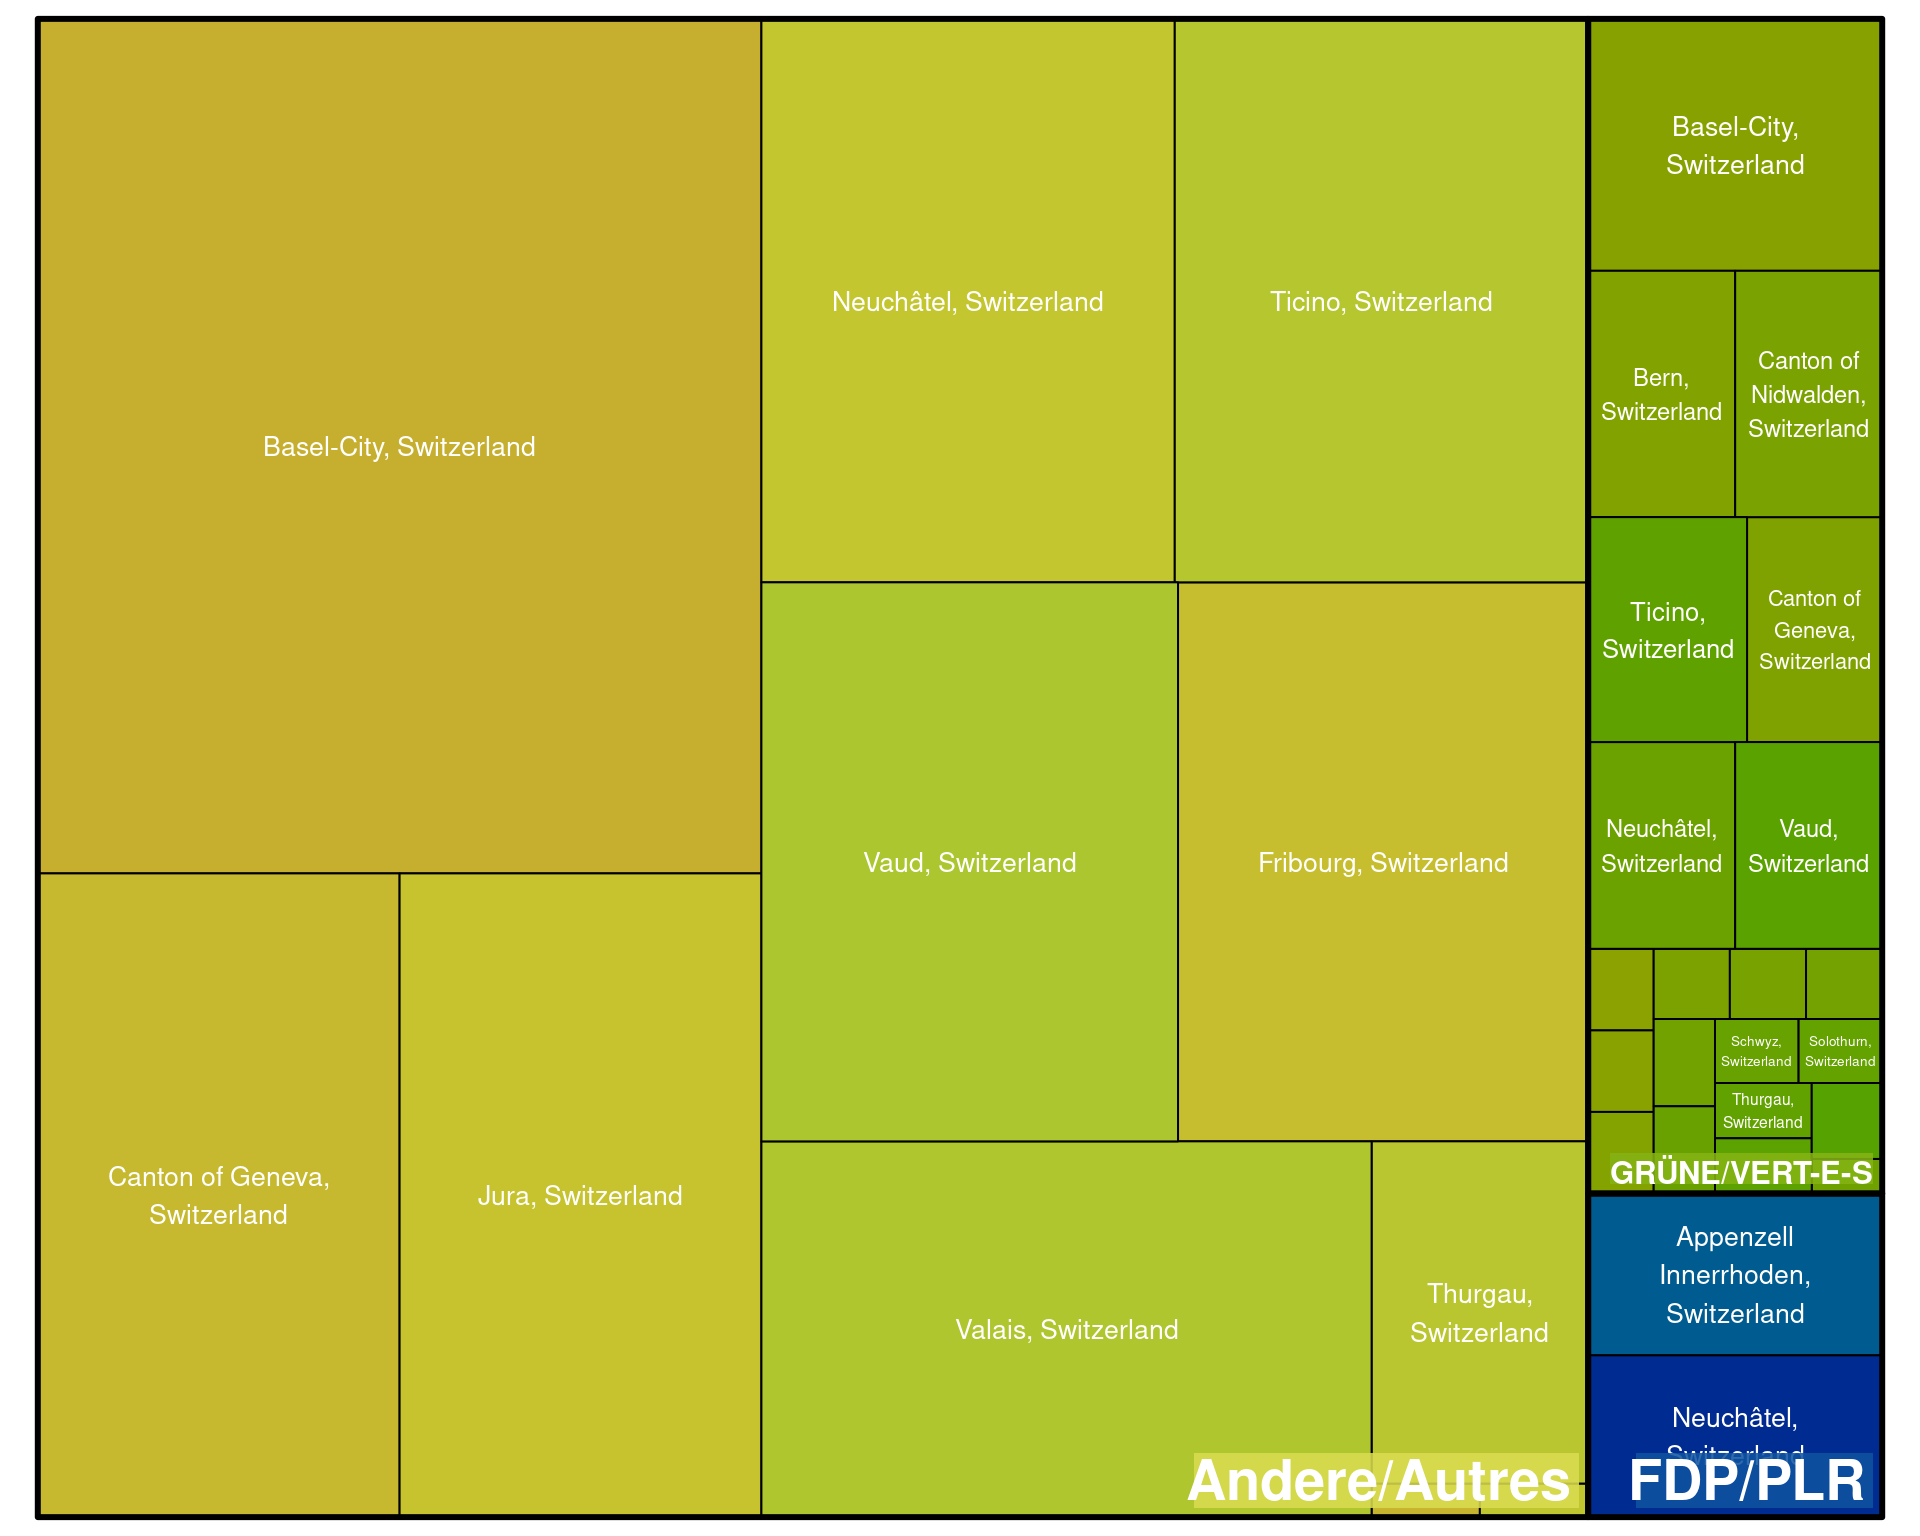 Basel-City, Switzerland
Canton of Geneva,
Switzerland
Jura, Switzerland
Neuchâtel, Switzerland
Ticino, Switzerland
Vaud, Switzerland
Fribourg, Switzerland
Valais, Switzerland
Thurgau,
Switzerland
Andere/Autres
Basel-City,
Switzerland
Bern,
Switzerland
Canton of
Nidwalden,
Switzerland
Ticino,
Switzerland
Canton of
Geneva,
Switzerland
Neuchâtel,
Switzerland
Vaud,
Switzerland
Schwyz,
Switzerland
Solothurn,
Switzerland
Thurgau,
Switzerland
GRÜNE/VERT-E-S
Appenzell
Innerrhoden,
Switzerland
Neuchâtel,
Switzerland
FDP/PLR